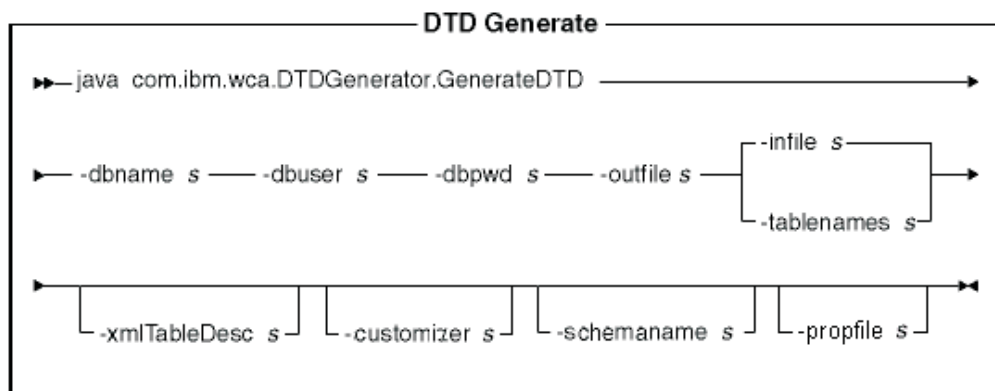 DTD Generate
java com.ibm.wca.DTDGenerator.GenerateDTD
-dbname s -dbuser s -dbpwd s -outfile s -infile s
-tablenames s
-xmlTableDesc s -customizer s -schemaname s -propfile s